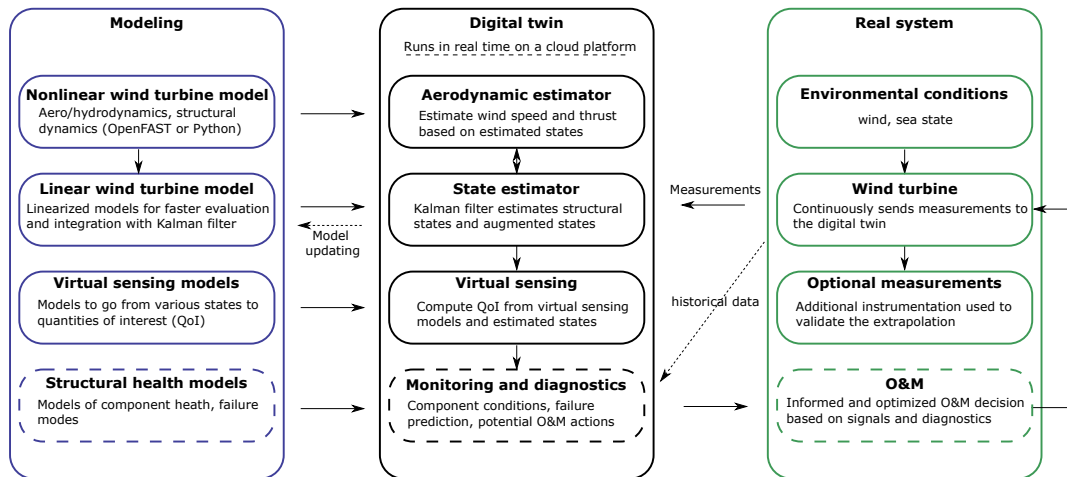 Modeling
Nonlinear wind turbine model
Aero/hydrodynamics, structural
dynamics (OpenFAST or Python)
Linear wind turbine model
Linearized models for faster evaluation
and integration with Kalman filter
Virtual sensing models
Models to go from various states to
quantities of interest (QoI)
Structural health models
Models of component heath, failure
modes
Model
updating
Digital twin
Runs in real time on a cloud platform
Aerodynamic estimator
Estimate wind speed and thrust
based on estimated states
State estimator
Kalman filter estimates structural
states and augmented states
Virtual sensing
Compute QoI from virtual sensing
models and estimated states
Monitoring and diagnostics
Component conditions, failure
prediction, potential O&M actions
Measurements
historical data
Real system
Environmental conditions
wind, sea state
Wind turbine
Continuously sends measurements to
the digital twin
Optional measurements
Additional instrumentation used to
validate the extrapolation
O&M
Informed and optimized O&M decision
based on signals and diagnostics